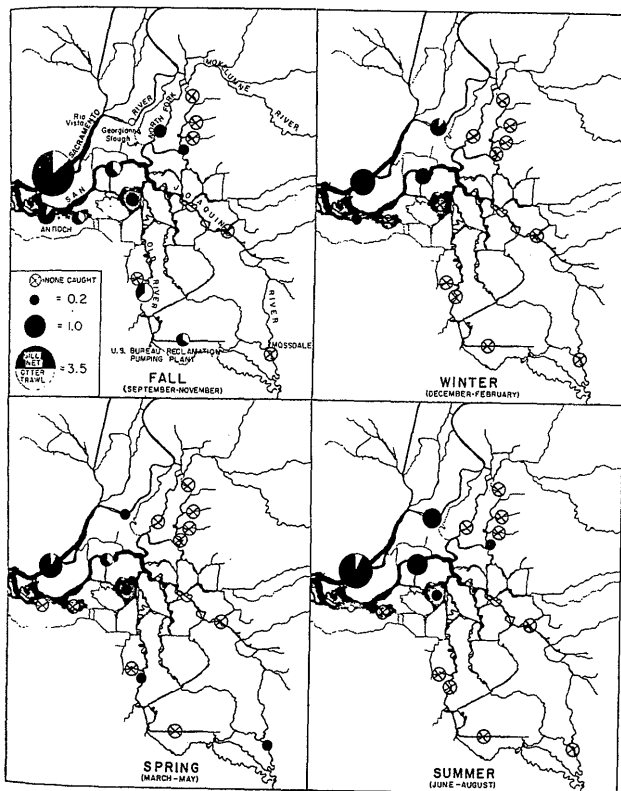 MOKELUMNE
RIVER
RIVER
NORTH FORK
Rio
Vista
SACRAMENTO
Georgiana
Slough
SAN
JOAQUIN
ANTIOCH
OLD
RIVER
RIVER
MOSSDALE
NONE CAUGHT
= 0.2
= 1.0
GILL
NET
OTTER
TRAWL
= 3.5
U.S. BUREAU RECLAMATION
PUMPING PLANT
FALL
(SEPTEMBER-NOVEMBER)
WINTER
(DECEMBER-FEBRUARY)
SPRING
(MARCH-MAY)
SUMMER
(JUNE-AUGUST)